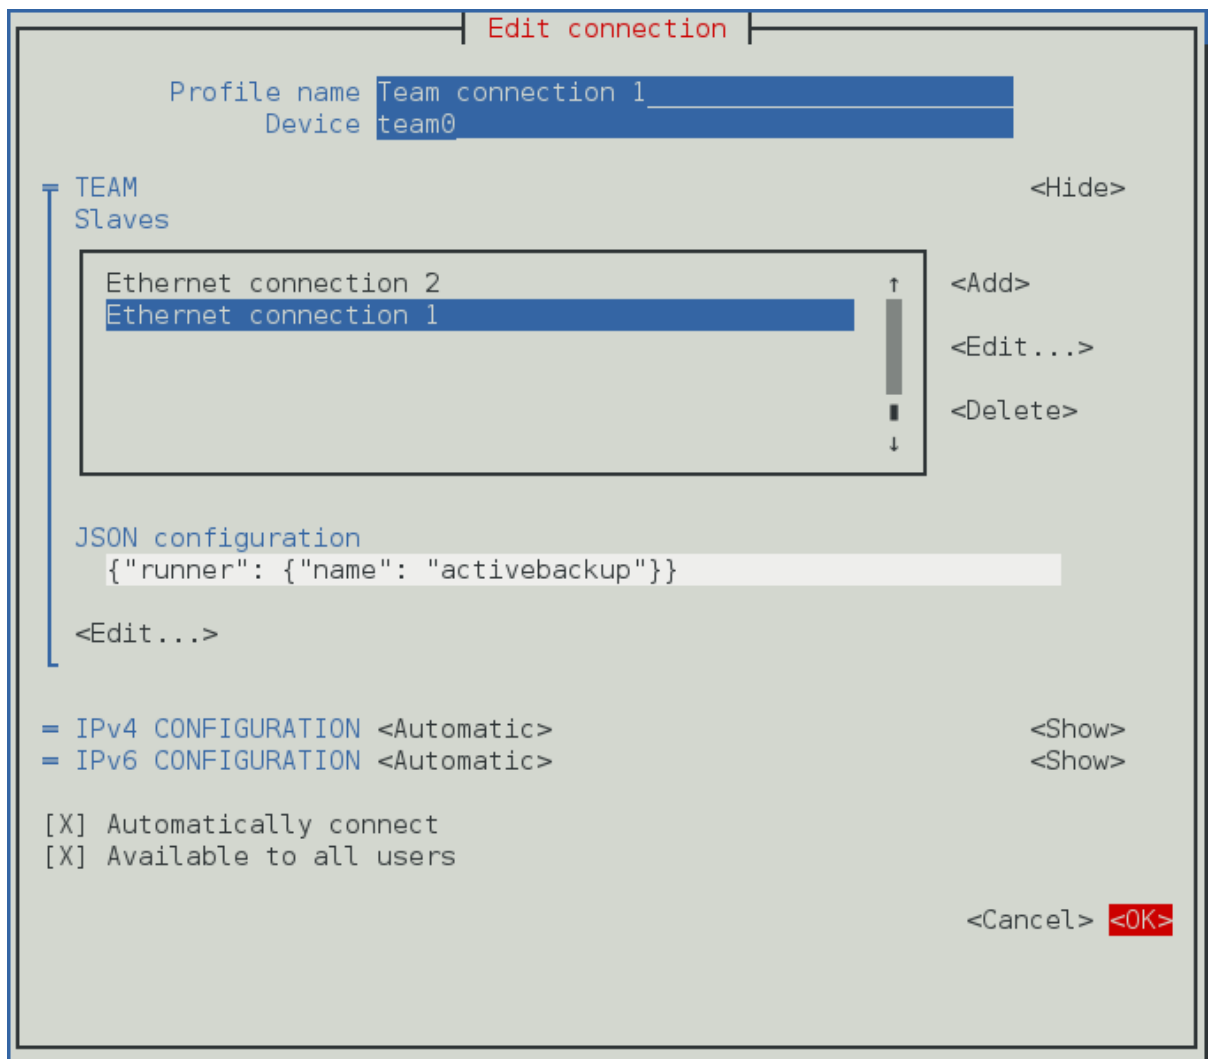 Edit connection
Profile name Team connection 1
Device team0
TEAM <Hide>
Slaves
Ethernet connection 2 ↑ <Add>
Ethernet connection 1
<Edit...>
<Delete>
↓
JSON configuration
{"runner": {"name": "activebackup"}}
<Edit...>
= IPv4 CONFIGURATION <Automatic> <Show>
= IPv6 CONFIGURATION <Automatic> <Show>
[X] Automatically connect
[X] Available to all users
<Cancel> <OK>